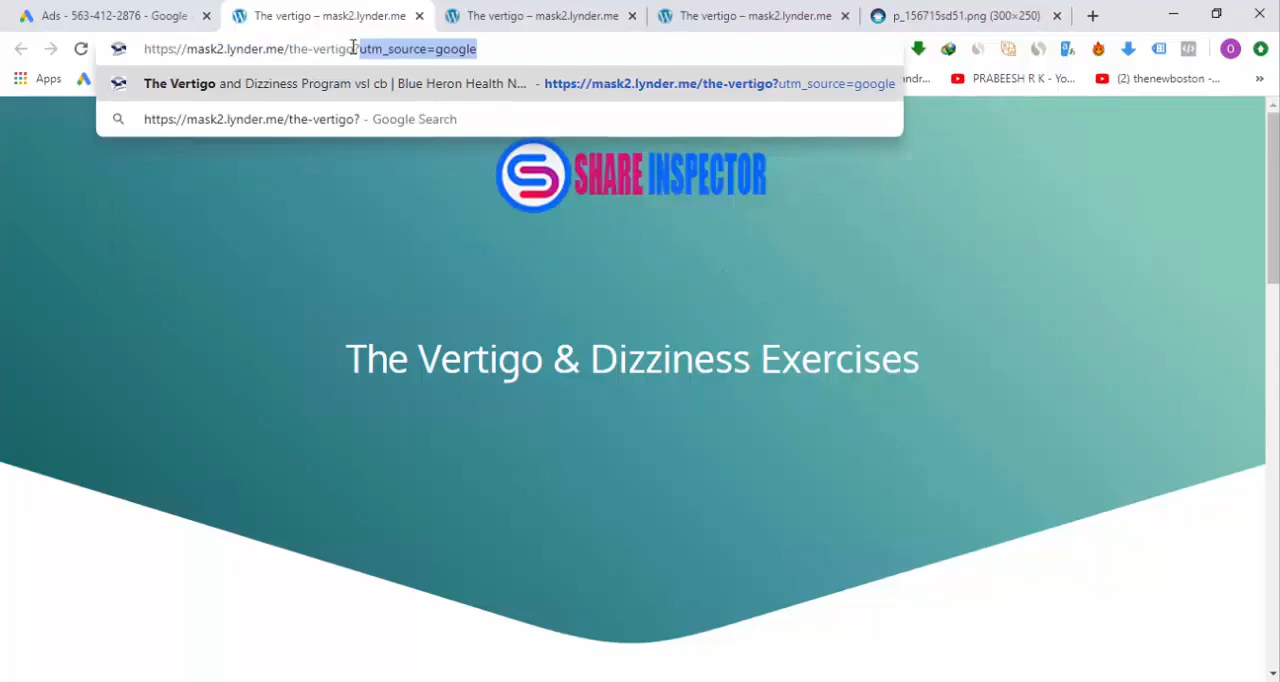 Ads - 563-412-2876 - Google
The vertigo – mask2.lynder.me
The vertigo – mask2.lynder.me
The vertigo – mask2.lynder.me
p_156715sd51.png (300×250)
https://mask2.lynder.me/the-vertigo?utm_source=google
O
Apps
andr...
PRABEESH R K - Yo...
(2) thenewboston -...
»
The Vertigo and Dizziness Program vsl cb | Blue Heron Health N... - https://mask2.lynder.me/the-vertigo?utm_source=google
https://mask2.lynder.me/the-vertigo? - Google Search
SHARE INSPECTOR
The Vertigo & Dizziness Exercises